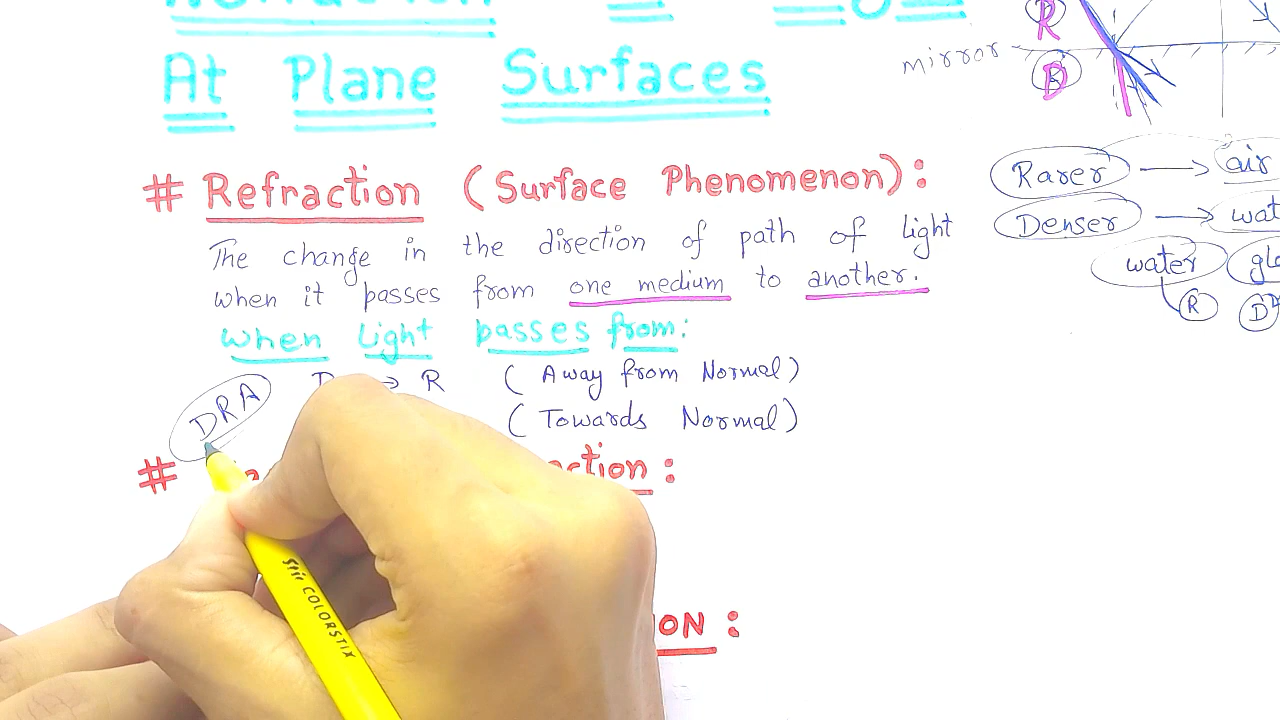 At Plane Surfaces
# Refraction (Surface Phenomenon):
The change in the direction of path of light
when it passes from one medium to another.
when Light passes from:
DRA
D → R (Away from Normal)
(Towards Normal)
#
:
ON :
Stic COLORSTIX
mirror
R
D
Rarer → air
Denser →
water
R D